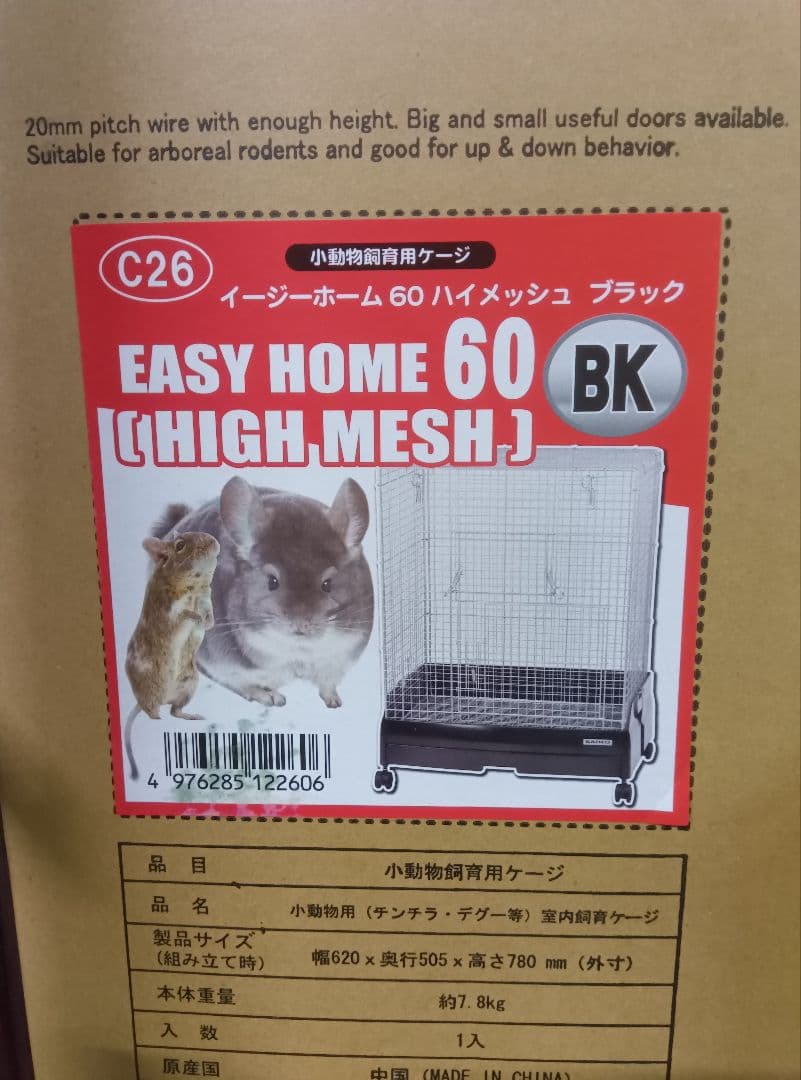 20mm pitch wire with enough height. Big and small useful doors available.
Suitable for arboreal rodents and good for up & down behavior.
C26
小動物飼育用ケージ
イージーホーム 60 ハイメッシュ ブラック
EASY HOME 60
BK
(HIGH MESH)
SANKO
4 976285 122606
品 目 小動物飼育用ケージ
品 名 小動物用（チンチラ・デグー等）室内飼育ケージ
製品サイズ
(組み立て時) 幅620 x 奥行505 x 高さ780 mm（外寸）
本体重量 約7.8kg
入 数 1入
原産国 中国 (MADE IN CHINA)